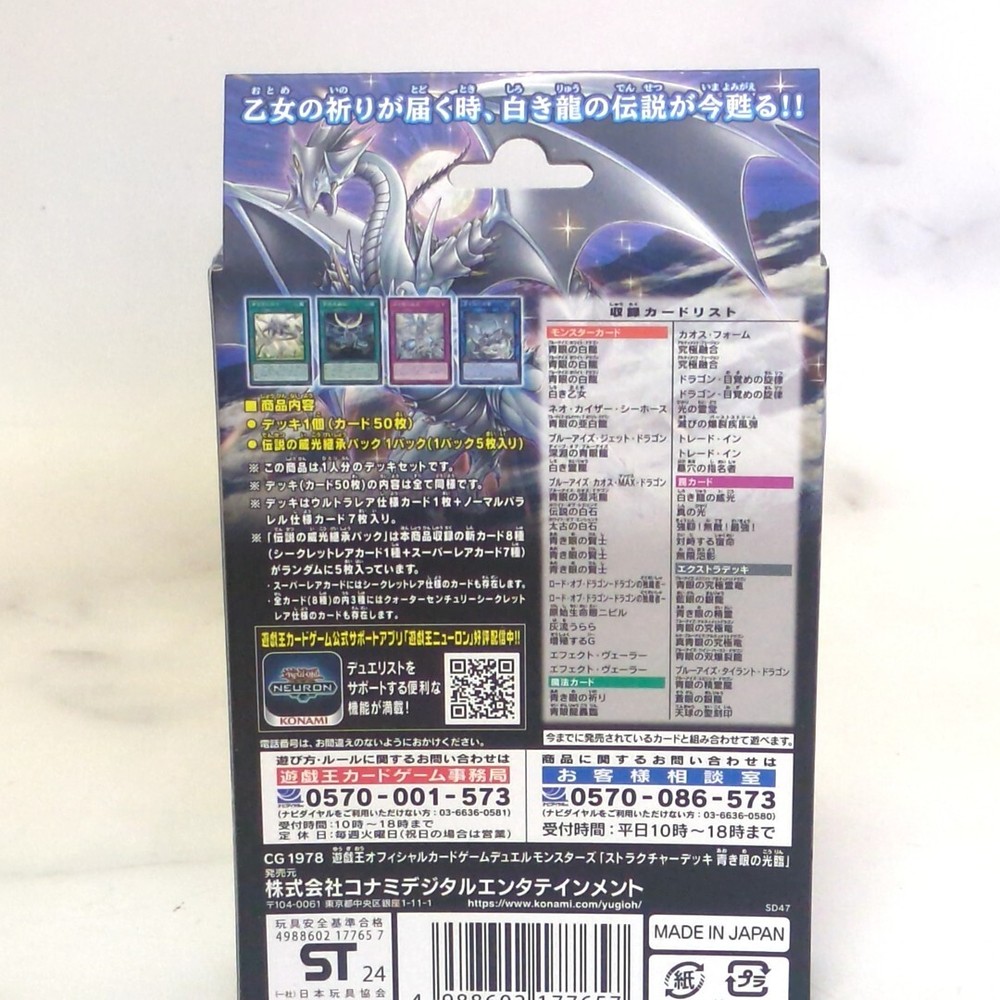 乙女の祈りが届く時、白き龍の伝説が今甦る!!
■ 商品内容
● デッキ1個(カード50枚)
● 伝説の威光継承パック 1パック(1パック5枚入り)
※ この商品は1人分のデッキセットです。
※ デッキ(カード50枚)の内容は全て同様です。
※ デッキはウルトラレア仕様カード1枚+ノーマルパラ
レル仕様カード7枚入り。
※ 「伝説の威光継承パック」は本商品収録の新カード8種
(シークレットレアカード1種+スーパーレアカード7種)
がランダムに5枚入っています。
・スーパーレアカードにはシークレットレア仕様のカードも存在します。
・全カード(8種)の内3種にはクォーターセンチュリーシークレット
レア仕様のカードも存在します。
遊戯王カードゲーム公式サポートアプリ「遊戯王ニューロン」好評配信中!!
Yu-Gi-Oh!
NEURON
KONAMI
デュエリストを
サポートする便利な
機能が満載!
収録カードリスト
モンスターカード
青眼の白龍
青眼の白龍
青眼の白龍
白き乙女
ネオ・カイザー・シーホース
青眼の亜白龍
ブルーアイズ・ジェット・ドラゴン
深淵の青眼龍
白き霊龍
ブルーアイズ・カオス・MAX・ドラゴン
青眼の混沌龍
伝説の白石
太古の白石
青き眼の賢士
青き眼の賢士
青き眼の賢士
ロード・オブ・ドラゴン-ドラゴンの独裁者-
ロード・オブ・ドラゴン-ドラゴンの独裁者-
原始生命態ニビル
灰流うらら
増殖するG
エフェクト・ヴェーラー
エフェクト・ヴェーラー
魔法カード
青き眼の祈り
青眼龍轟臨
カオス・フォーム
究極融合
究極融合
ドラゴン・目覚めの旋律
ドラゴン・目覚めの旋律
光の霊堂
滅びの爆裂疾風弾
トレード・イン
トレード・イン
墓穴の指名者
罠カード
白き龍の威光
真の光
強靭!無敵!最強!
対峙する宿命
無限泡影
エクストラデッキ
青眼の究極霊竜
藍眼の銀龍
青き眼の精霊
青眼の究極竜
真青眼の究極竜
青眼の双爆裂龍
ブルーアイズ・タイラント・ドラゴン
青眼の精霊龍
蒼眼の銀龍
天球の聖刻印
今までに発売されているカードと組み合わせて遊べます。
電話番号は、お間違えのないようにおかけください。
遊び方・ルールに関するお問い合わせは
遊戯王カードゲーム事務局
0570-001-573
(ナビダイヤルをご利用いただけない方:03-6636-0581)
受付時間:10時〜18時まで
定 休 日:毎週火曜日(祝日の場合は営業)
商品に関するお問い合わせは
お客様相談室
0570-086-573
(ナビダイヤルをご利用いただけない方:03-6636-0580)
受付時間:平日10時〜18時まで
CG1978 遊戯王オフィシャルカードゲームデュエルモンスターズ「ストラクチャーデッキ 青き眼の光臨」
発売元
株式会社コナミデジタルエンタテインメント
〒104-0061 東京都中央区銀座1-11-1
https://www.konami.com/yugioh/
SD47
玩具安全基準合格
4988602 17765 7
ST 24
(一社)日本玩具協会
4 988602 177657
MADE IN JAPAN
紙
プラ